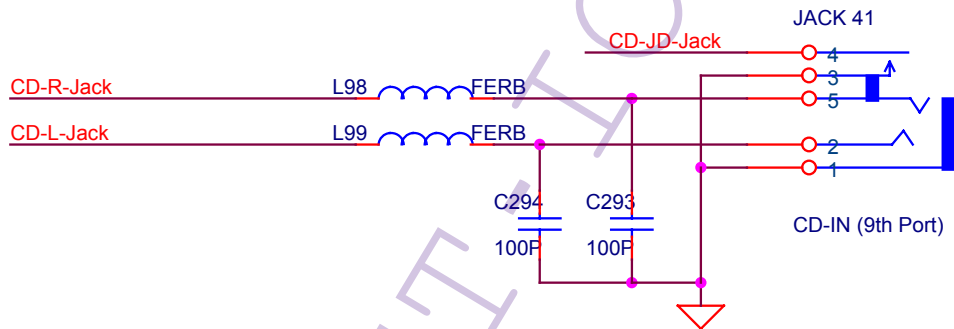 JACK 41
CD-JD-Jack
4
3
CD-R-Jack
L98
FERB
5
CD-L-Jack
L99
FERB
2
1
C294
C293
100P
100P
CD-IN (9th Port)